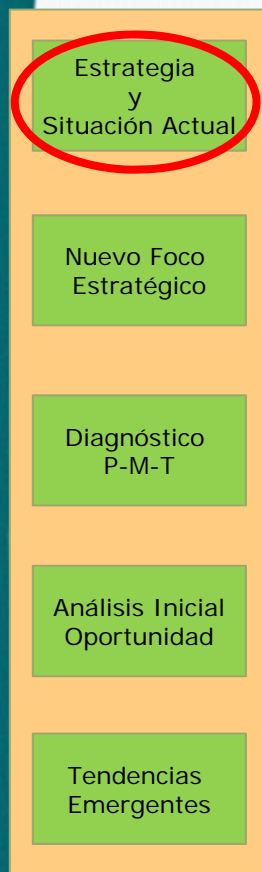 Estrategia
y
Situación Actual
Nuevo Foco
Estratégico
Diagnóstico
P-M-T
Análisis Inicial
Oportunidad
Tendencias
Emergentes